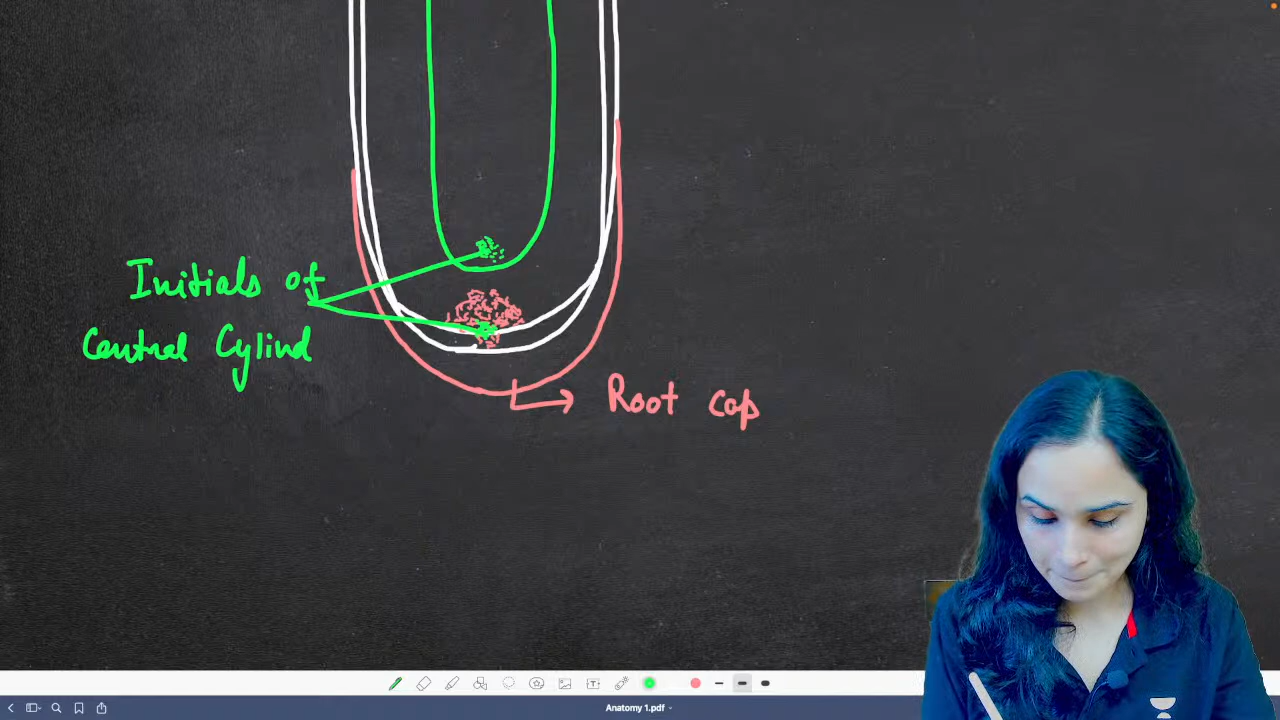 Initials of
Central Cylind
Root cap
Anatomy 1.pdf